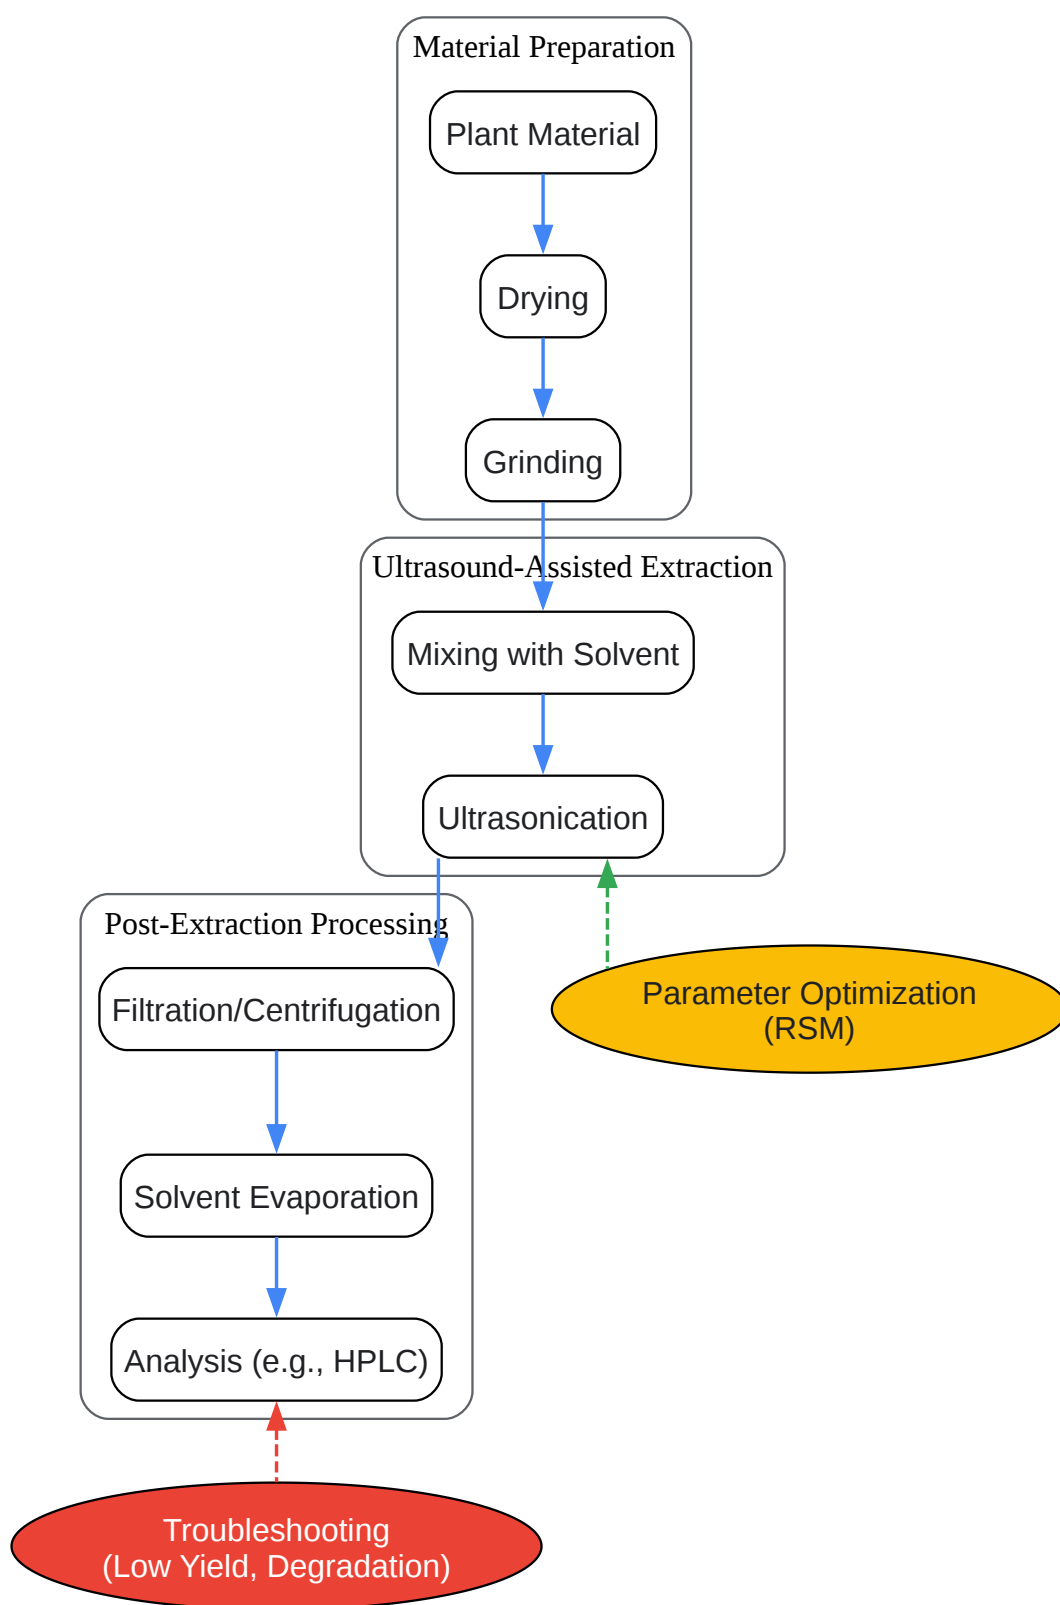 Material Preparation
Plant Material
Drying
Grinding
Ultrasound-Assisted Extraction
Mixing with Solvent
Ultrasonication
Post-Extraction Processing
Filtration/Centrifugation
Parameter Optimization
(RSM)
Solvent Evaporation
Analysis (e.g., HPLC)
Troubleshooting
(Low Yield, Degradation)